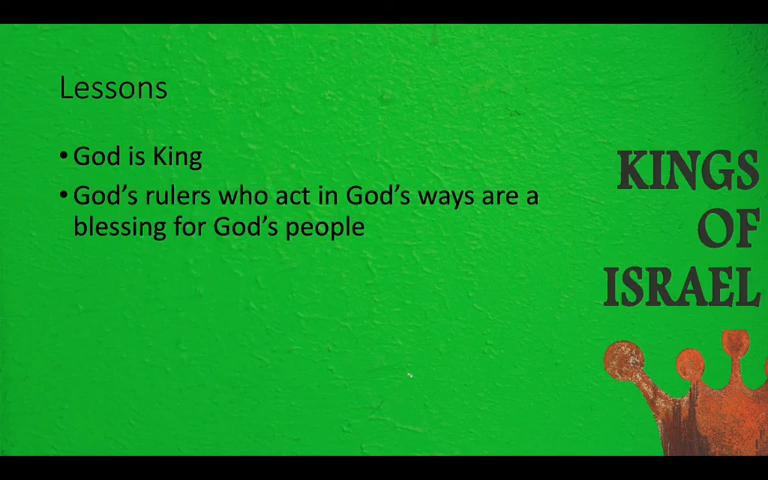 Lessons
• God is King
• God’s rulers who act in God’s ways are a
blessing for God’s people
KINGS
OF
ISRAEL